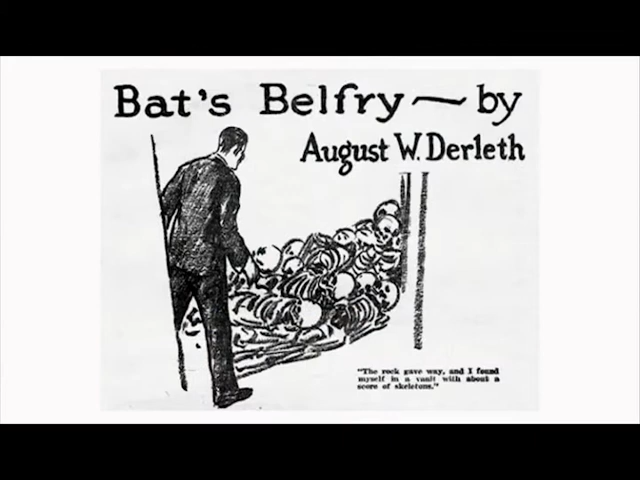 Bat's Belfry~by
August W. Derleth
"The rock gave way, and I found
myself in a vault with about a
score of skeletons."